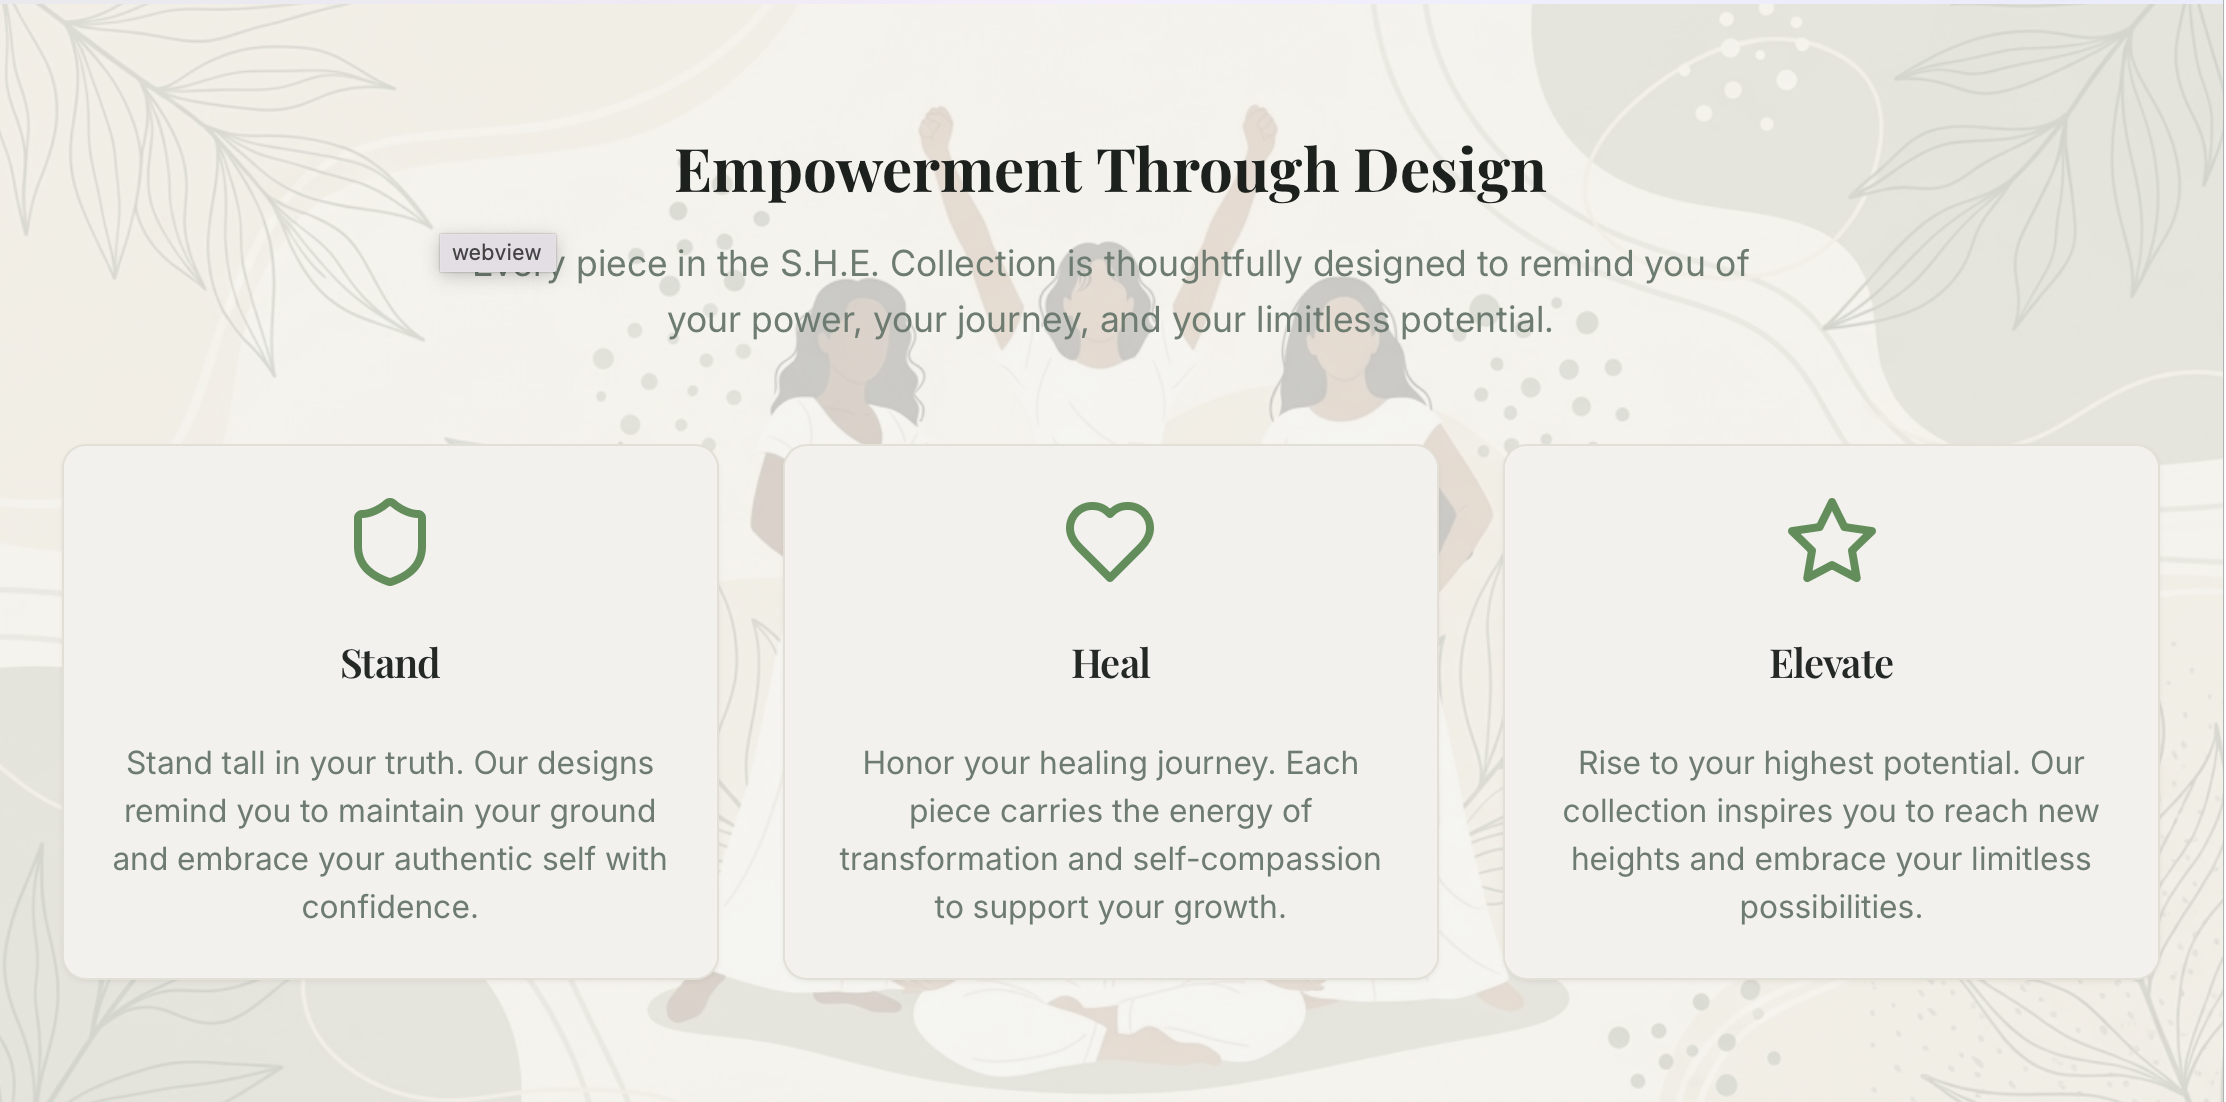 Empowerment Through Design
webview
Every piece in the S.H.E. Collection is thoughtfully designed to remind you of
your power, your journey, and your limitless potential.
Stand
Stand tall in your truth. Our designs
remind you to maintain your ground
and embrace your authentic self with
confidence.
Heal
Honor your healing journey. Each
piece carries the energy of
transformation and self-compassion
to support your growth.
Elevate
Rise to your highest potential. Our
collection inspires you to reach new
heights and embrace your limitless
possibilities.